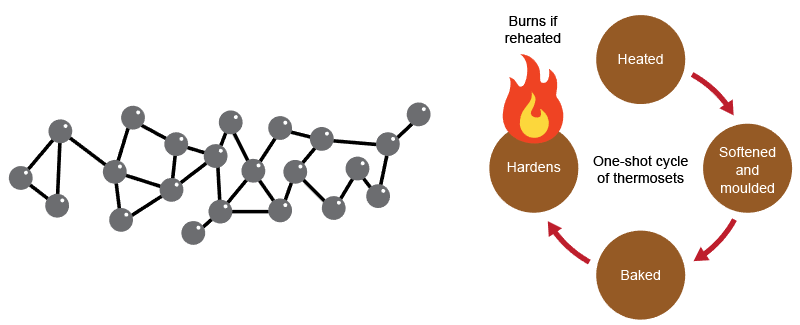 Burns if
reheated
Heated
Hardens
One-shot cycle
of thermosets
Softened
and
moulded
Baked